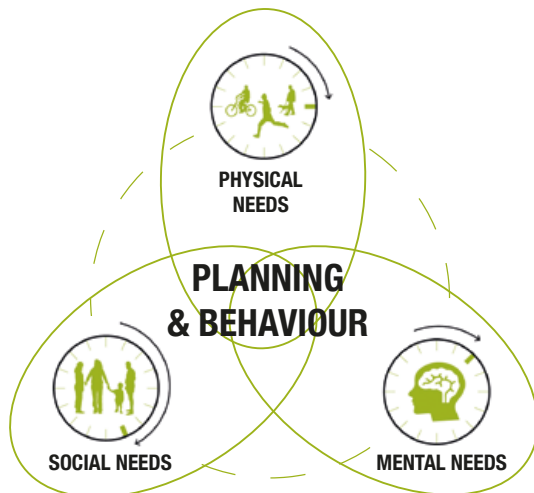 PHYSICAL
NEEDS
PLANNING
& BEHAVIOUR
SOCIAL NEEDS
MENTAL NEEDS